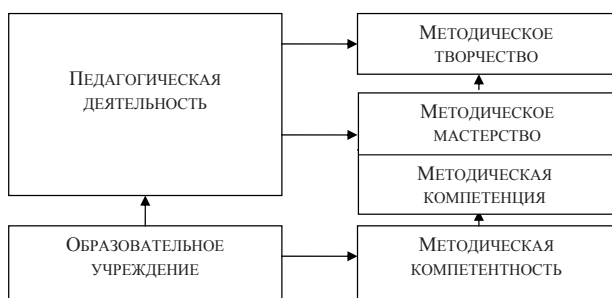 Педагогическая
деятельность
Методическое
творчество
Методическое
мастерство
Методическая
компетенция
Образовательное
учреждение
Методическая
компетентность